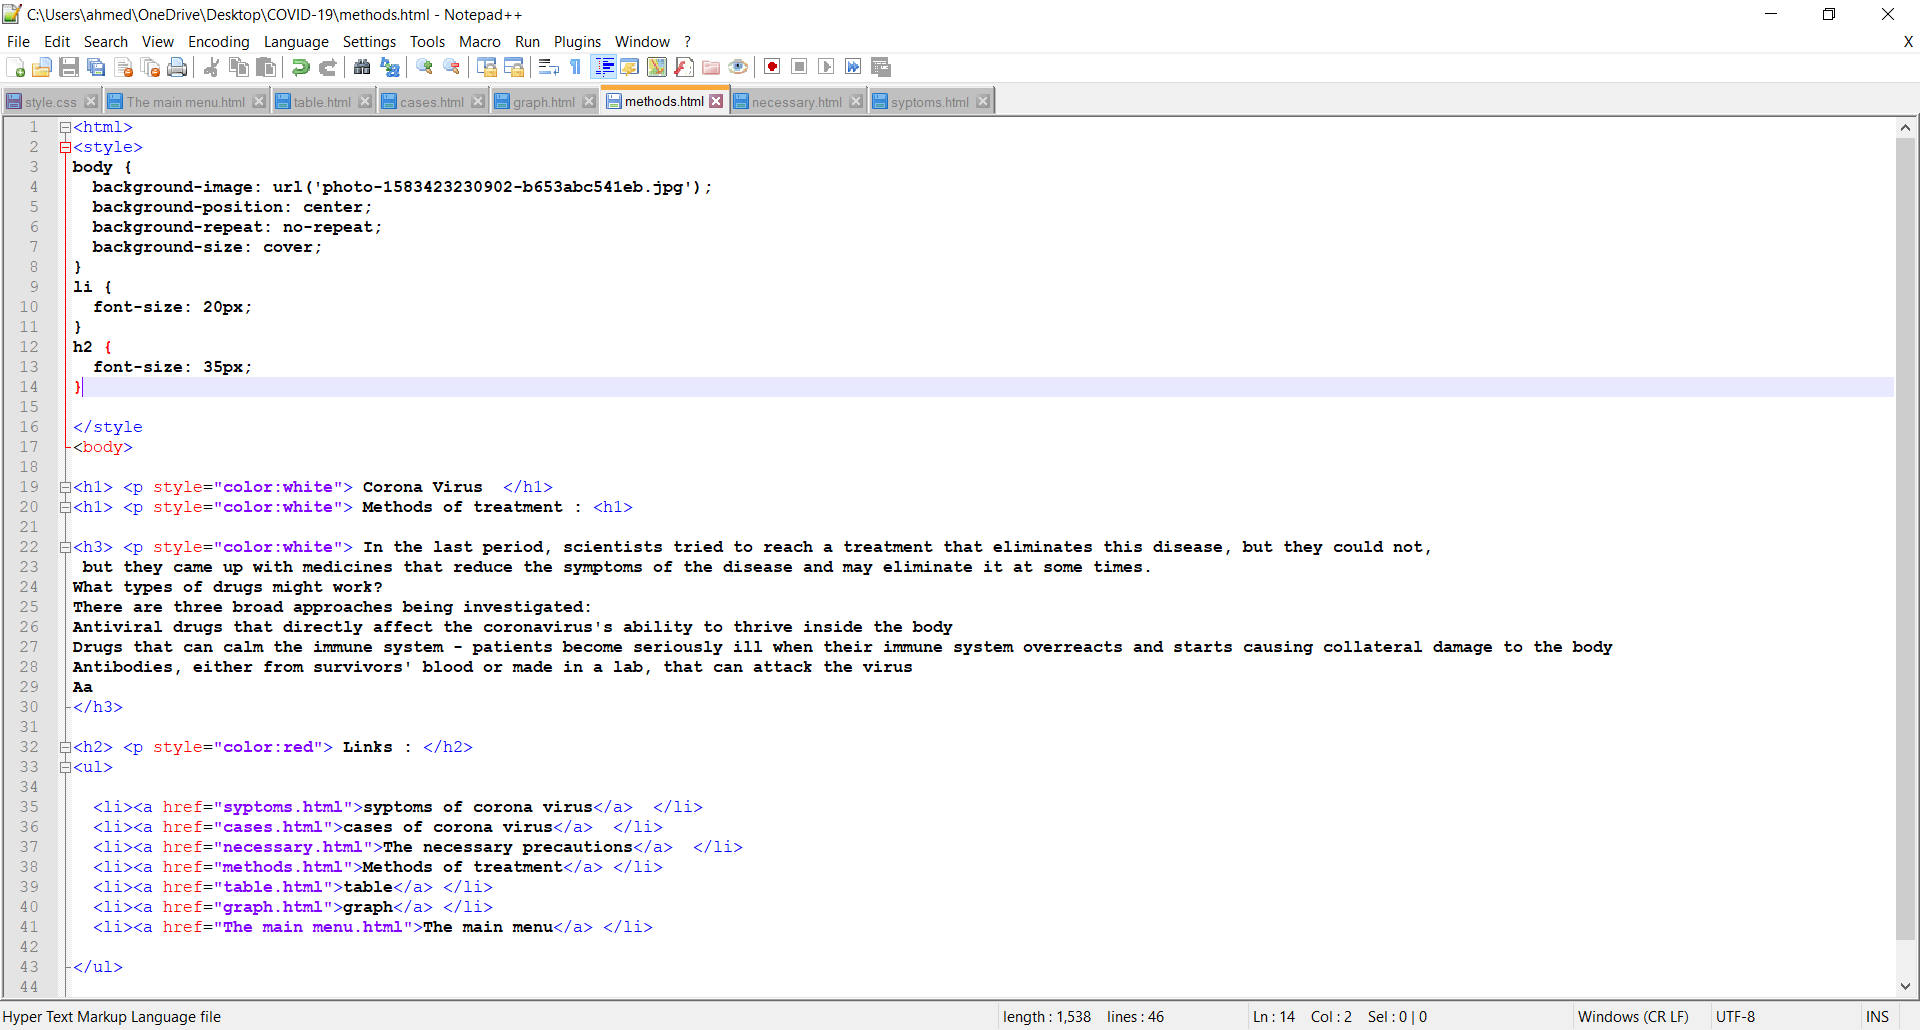 C:\Users\ahmed\OneDrive\Desktop\COVID-19\methods.html - Notepad++
File Edit Search View Encoding Language Settings Tools Macro Run Plugins Window ? X
style.css The main menu.html table.html cases.html graph.html methods.html necessary.html syptoms.html
1 <html>
2 <style>
3 body {
4 background-image: url('photo-1583423230902-b653abc541eb.jpg');
5 background-position: center;
6 background-repeat: no-repeat;
7 background-size: cover;
8 }
9 li {
10 font-size: 20px;
11 }
12 h2 {
13 font-size: 35px;
14 }
15
16 </style
17 <body>
18
19 <h1> <p style="color:white"> Corona Virus  </h1>
20 <h1> <p style="color:white"> Methods of treatment : <h1>
21
22 <h3> <p style="color:white"> In the last period, scientists tried to reach a treatment that eliminates this disease, but they could not,
23 but they came up with medicines that reduce the symptoms of the disease and may eliminate it at some times.
24 What types of drugs might work?
25 There are three broad approaches being investigated:
26 Antiviral drugs that directly affect the coronavirus's ability to thrive inside the body
27 Drugs that can calm the immune system - patients become seriously ill when their immune system overreacts and starts causing collateral damage to the body
28 Antibodies, either from survivors' blood or made in a lab, that can attack the virus
29 Aa
30 </h3>
31
32 <h2> <p style="color:red"> Links : </h2>
33 <ul>
34
35 <li><a href="syptoms.html">syptoms of corona virus</a>  </li>
36 <li><a href="cases.html">cases of corona virus</a>  </li>
37 <li><a href="necessary.html">The necessary precautions</a>  </li>
38 <li><a href="methods.html">Methods of treatment</a> </li>
39 <li><a href="table.html">table</a> </li>
40 <li><a href="graph.html">graph</a> </li>
41 <li><a href="The main menu.html">The main menu</a> </li>
42
43 </ul>
44
Hyper Text Markup Language file length : 1,538 lines : 46 Ln : 14 Col : 2 Sel : 0 | 0 Windows (CR LF) UTF-8 INS